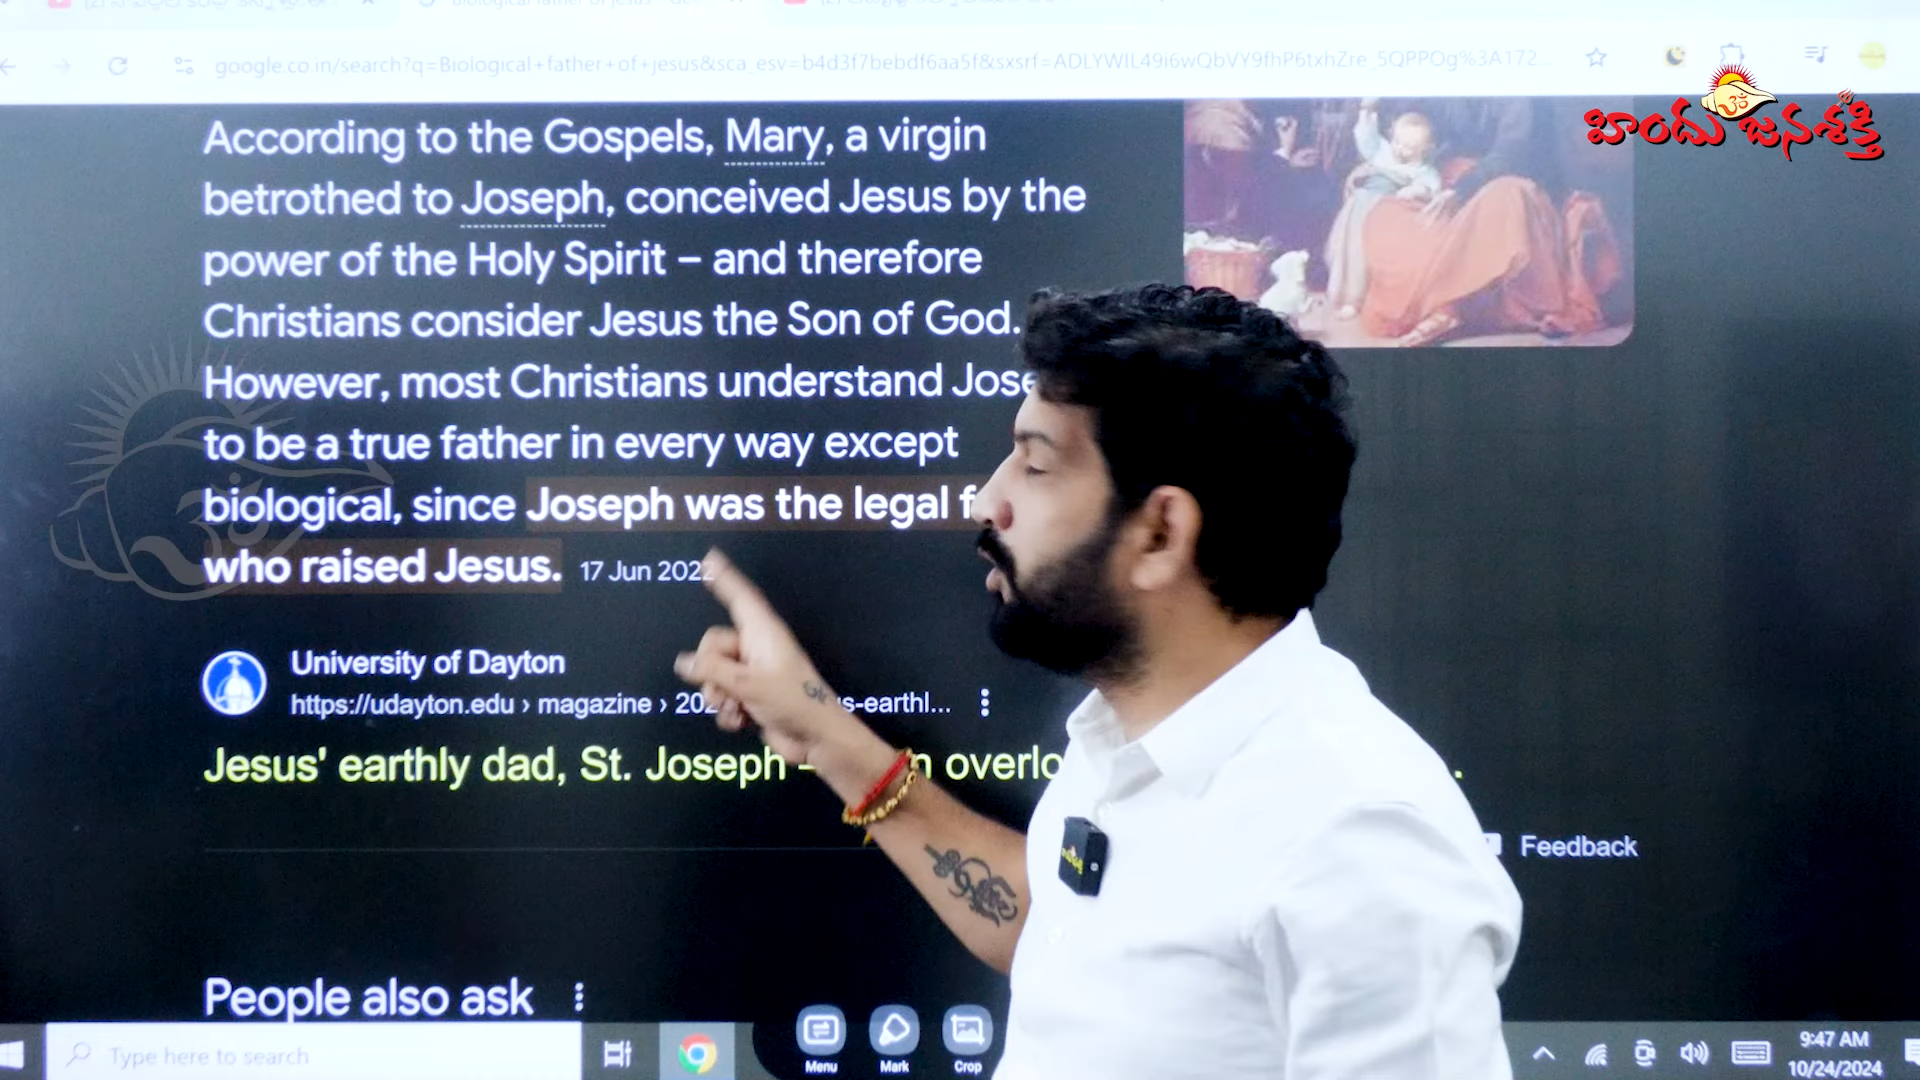 google.co.in/search?q=Biological+father+of+jesus&sca_esv=b4d3f7bebdf6aa5f&sxsrf=ADLYWIL49i6wQbVY9fhP6txhZre_5QPPOg%3A172...
హిందు జనశక్తి
According to the Gospels, Mary, a virgin
betrothed to Joseph, conceived Jesus by the
power of the Holy Spirit – and therefore
Christians consider Jesus the Son of God.
However, most Christians understand Jose
to be a true father in every way except
biological, since Joseph was the legal f
who raised Jesus. 17 Jun 2022
University of Dayton
https://udayton.edu › magazine › 202 s-earthl...
Jesus' earthly dad, St. Joseph – n overlo
Feedback
People also ask
Type here to search
Menu Mark Crop
9:47 AM
10/24/2024